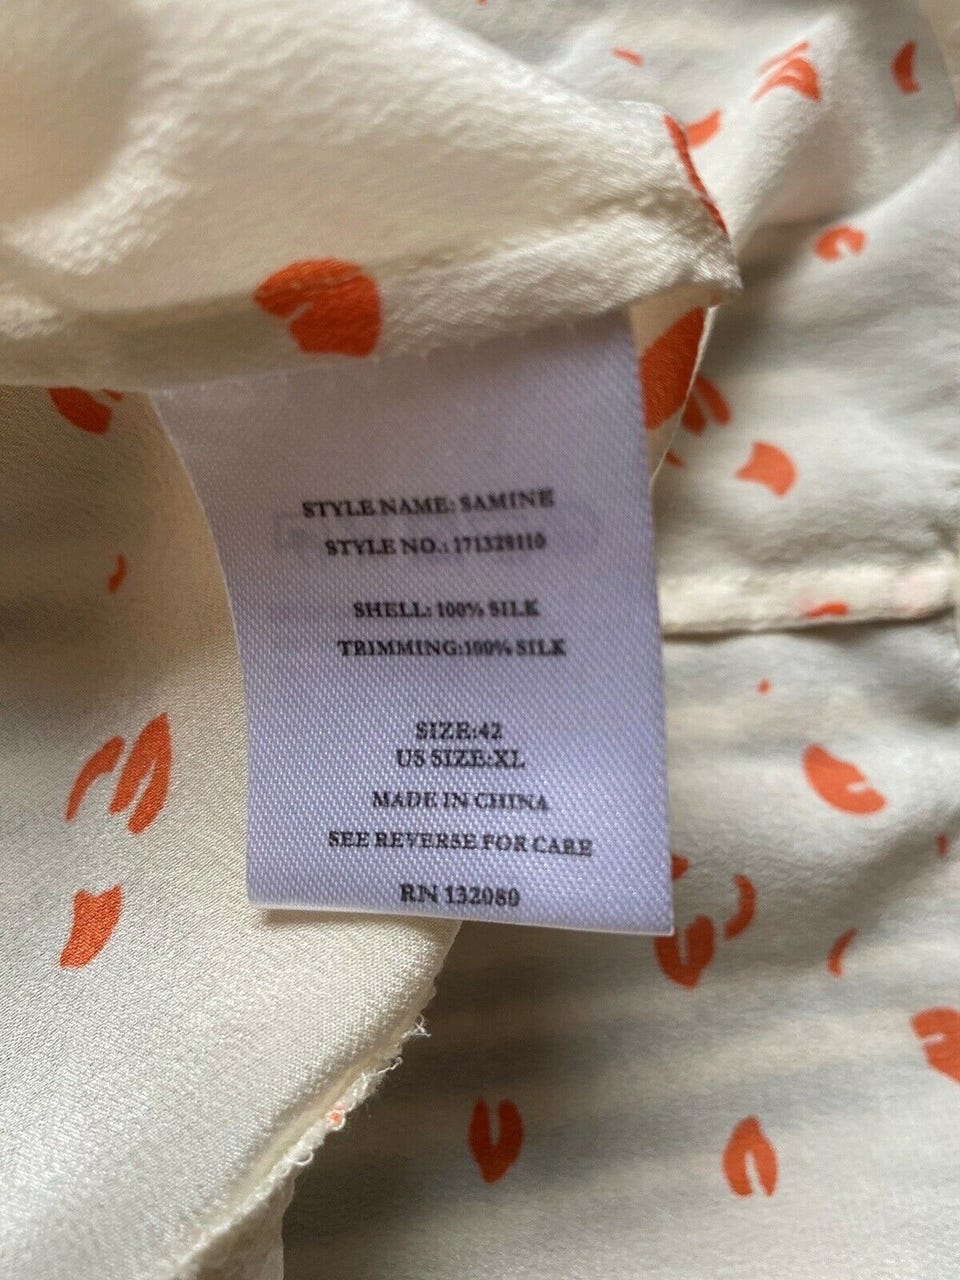 STYLE NAME: SAMINE
STYLE NO.: 171329110
SHELL: 100% SILK
TRIMMING:100% SILK
SIZE:42
US SIZE:XL
MADE IN CHINA
SEE REVERSE FOR CARE
RN 132080